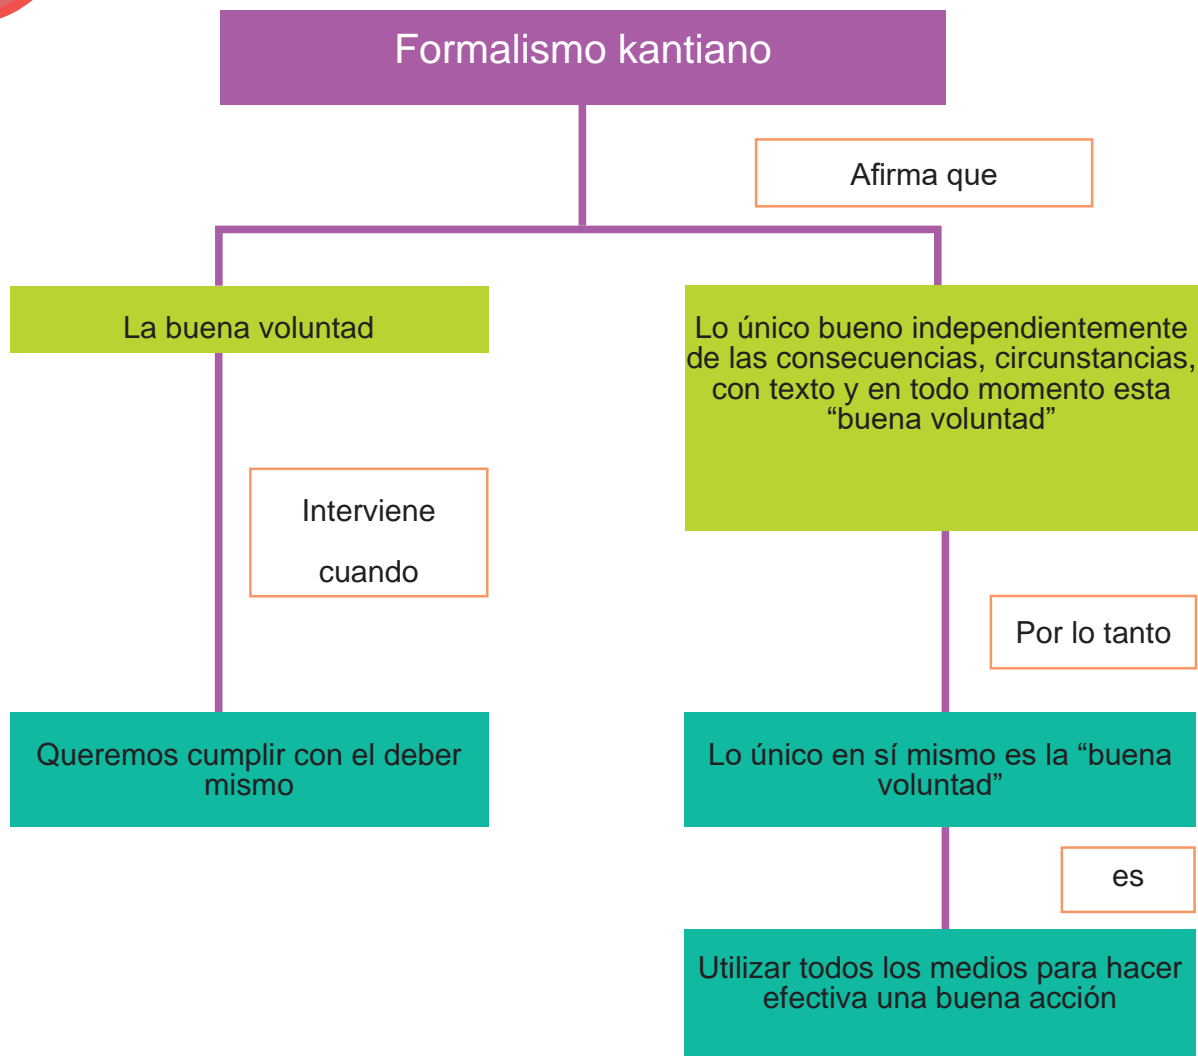 Formalismo kantiano
Afirma que
La buena voluntad
Lo único bueno independientemente
de las consecuencias, circunstancias,
con texto y en todo momento esta
“buena voluntad”
Interviene
cuando
Por lo tanto
Queremos cumplir con el deber
mismo
Lo único en sí mismo es la “buena
voluntad”
es
Utilizar todos los medios para hacer
efectiva una buena acción